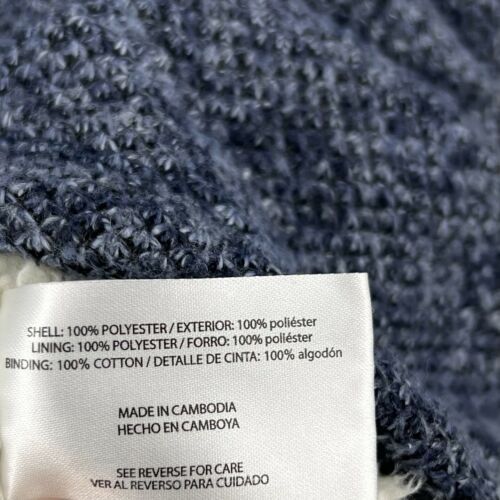 SHELL: 100% POLYESTER / EXTERIOR: 100% poliéster
LINING: 100% POLYESTER / FORRO: 100% poliéster
BINDING: 100% COTTON / DETALLE DE CINTA: 100% algodón
MADE IN CAMBODIA
HECHO EN CAMBOYA
SEE REVERSE FOR CARE
VER AL REVERSO PARA CUIDADO